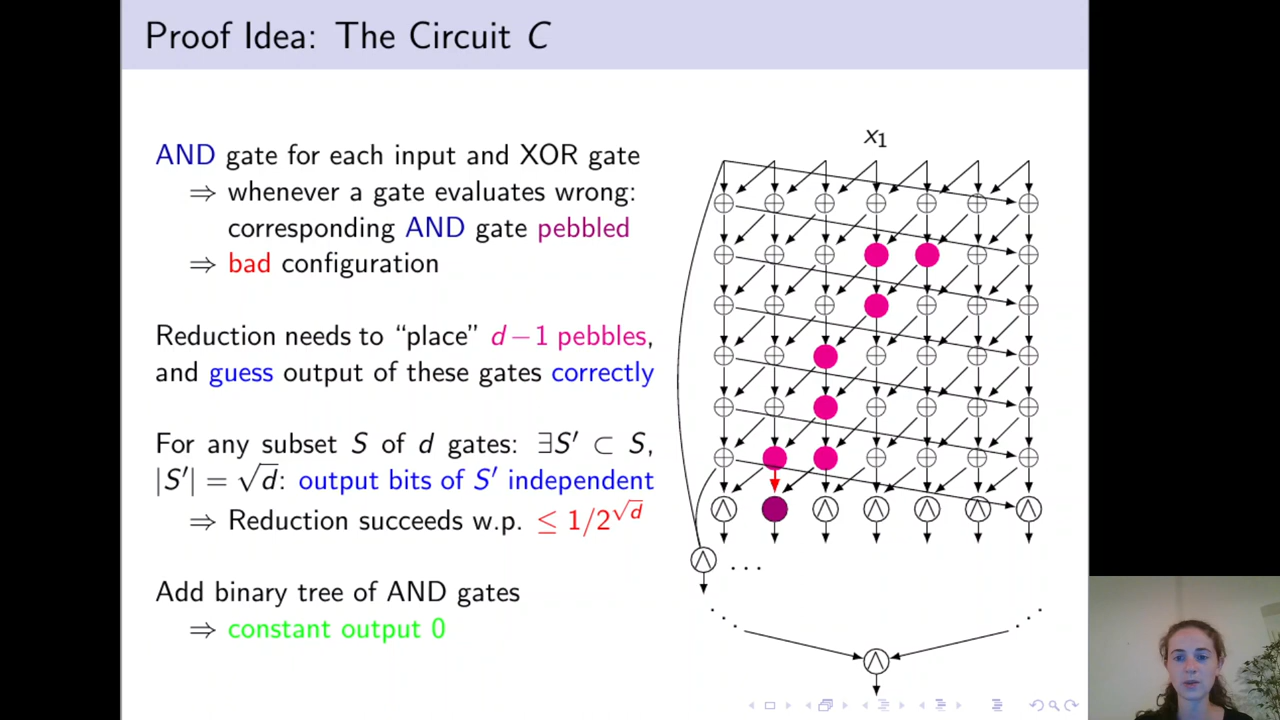 Proof Idea: The Circuit C
AND gate for each input and XOR gate
⇒ whenever a gate evaluates wrong:
corresponding AND gate pebbled
⇒ bad configuration
Reduction needs to “place” d−1 pebbles,
and guess output of these gates correctly
For any subset S of d gates: ∃S′ ⊂ S,
|S′| = √d: output bits of S′ independent
⇒ Reduction succeeds w.p. ≤ 1/2^√d
Add binary tree of AND gates
⇒ constant output 0
x₁